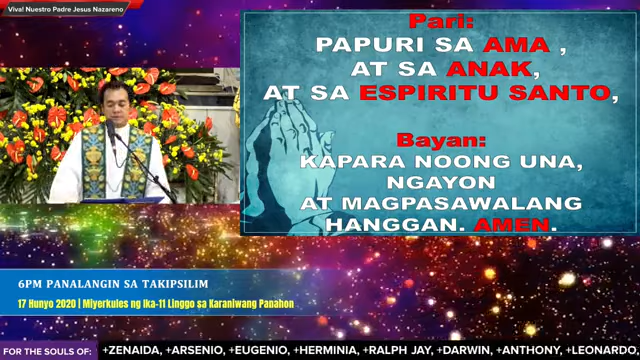 Viva! Nuestro Padre Jesus Nazareno
Pari:
PAPURI SA AMA ,
AT SA ANAK,
AT SA ESPIRITU SANTO,
Bayan:
KAPARA NOONG UNA,
NGAYON
AT MAGPASAWALANG
HANGGAN. AMEN.
6PM PANALANGIN SA TAKIPSILIM
17 Hunyo 2020 | Miyerkules ng Ika-11 Linggo sa Karaniwang Panahon
FOR THE SOULS OF: +ZENAIDA, +ARSENIO, +EUGENIO, +HERMINIA, +RALPH JAY, +DARWIN, +ANTHONY, +LEONARDO